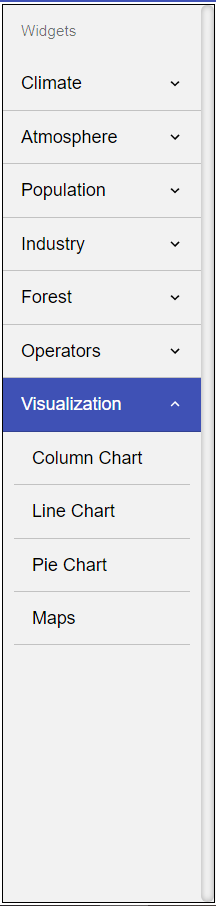 Widgets
Climate
Atmosphere
Population
Industry
Forest
Operators
Visualization
Column Chart
Line Chart
Pie Chart
Maps